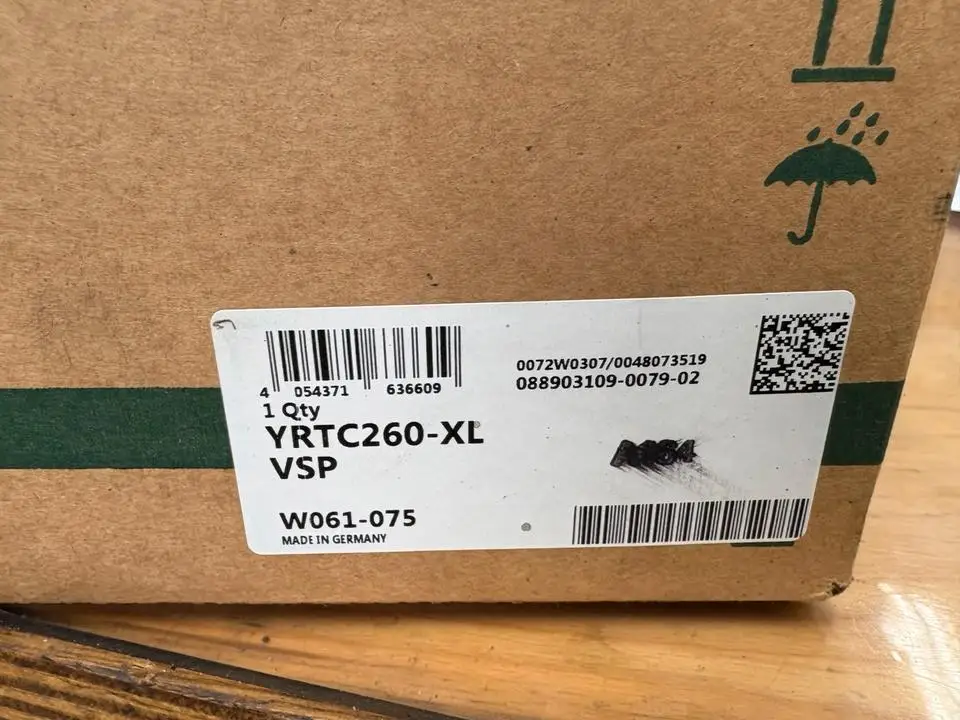 4 054371 636609
0072W0307/0048073519
088903109-0079-02
1 Qty
YRTC260-XL
VSP
W061-075
MADE IN GERMANY